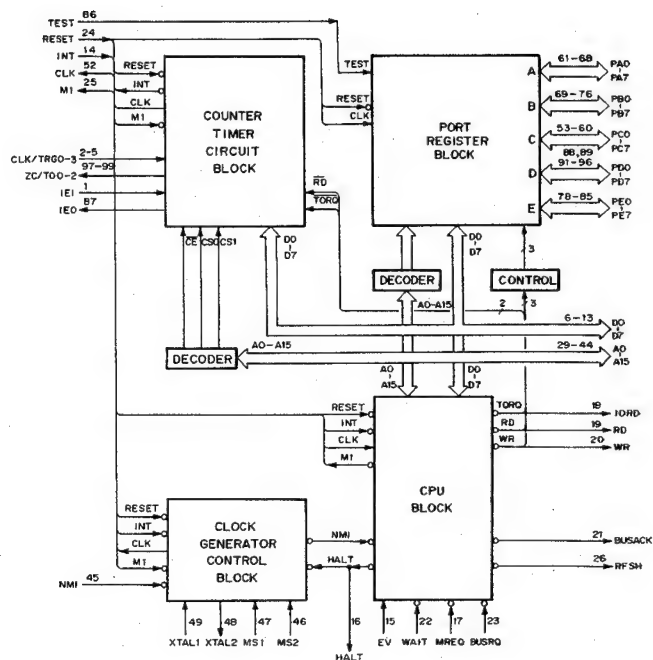 TEST 86
RESET 24
INT 14
CLK 52
M1 25
CLK/TRG0-3 2-5
ZC/TOO-2 97-99
IEI 1
IEO 87
RESET
INT
CLK
M1
COUNTER
TIMER
CIRCUIT
BLOCK
RD
IORQ
CE CS0 CS1
D0
D7
TEST
RESET
CLK
PORT
REGISTER
BLOCK
A 61-68 PA0
PA7
B 69-76 PB0
PB7
C 53-60 PC0
PC7
D 88,89
91-96 PD0
PD7
E 78-85 PE0
PE7
D0
D7
3
DECODER
CONTROL
A0-A15
2
3
6-13 D0
D7
DECODER
A0-A15
29-44 A0
A15
A0
A15
D0
D7
RESET
INT
CLK
M1
CPU
BLOCK
IORQ 18 IORD
RD 19 RD
WR 20 WR
21 BUSACK
26 RFSH
RESET
INT
CLK
M1
NMI 45
CLOCK
GENERATOR
CONTROL
BLOCK
NMI
HALT
49 48 47 46
XTAL1 XTAL2 MS1 MS2
16
HALT
15 22 17 23
EV WAIT MREQ BUSRQ